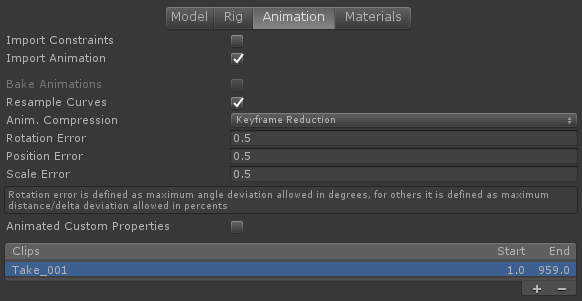 Model Rig Animation Materials
Import Constraints
Import Animation
Bake Animations
Resample Curves
Anim. Compression Keyframe Reduction
Rotation Error 0.5
Position Error 0.5
Scale Error 0.5
Rotation error is defined as maximum angle deviation allowed in degrees, for others it is defined as maximum
distance/delta deviation allowed in percents
Animated Custom Properties
Clips Start End
Take_001 1.0 959.0
+ −